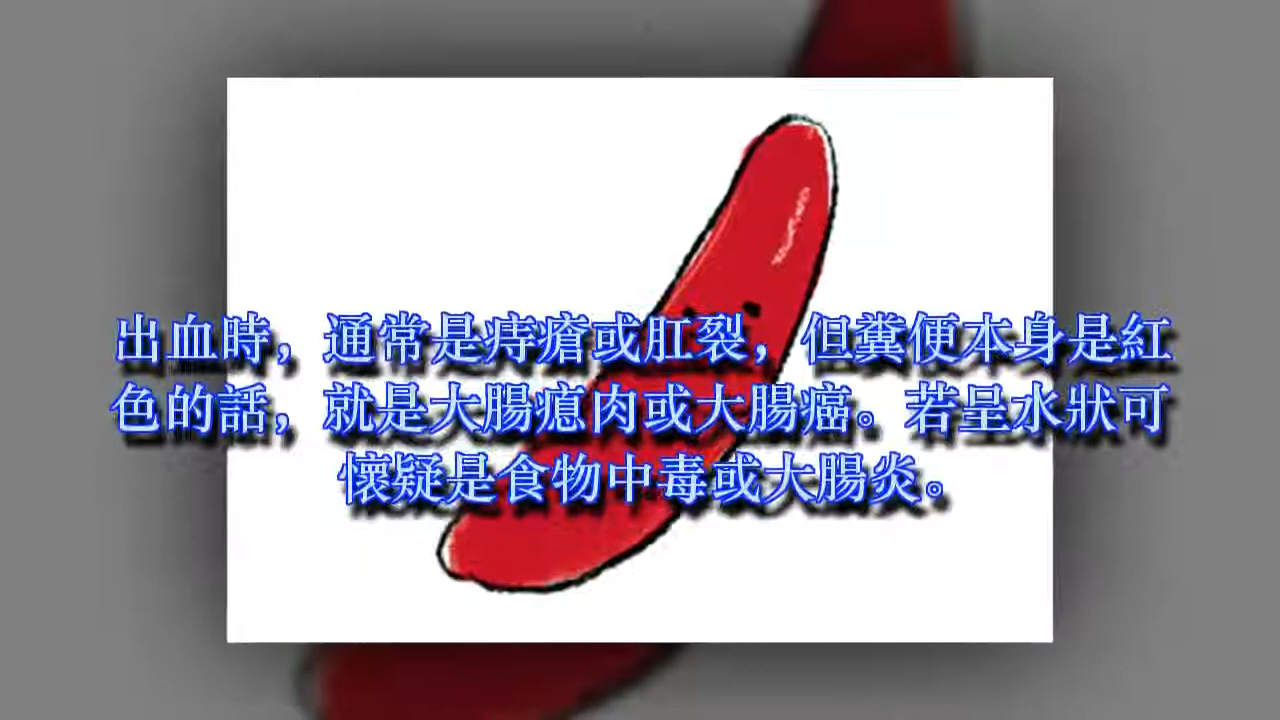 出血時，通常是痔瘡或肛裂，但糞便本身是紅
色的話，就是大腸瘜肉或大腸癌。若呈水狀可
懷疑是食物中毒或大腸炎。